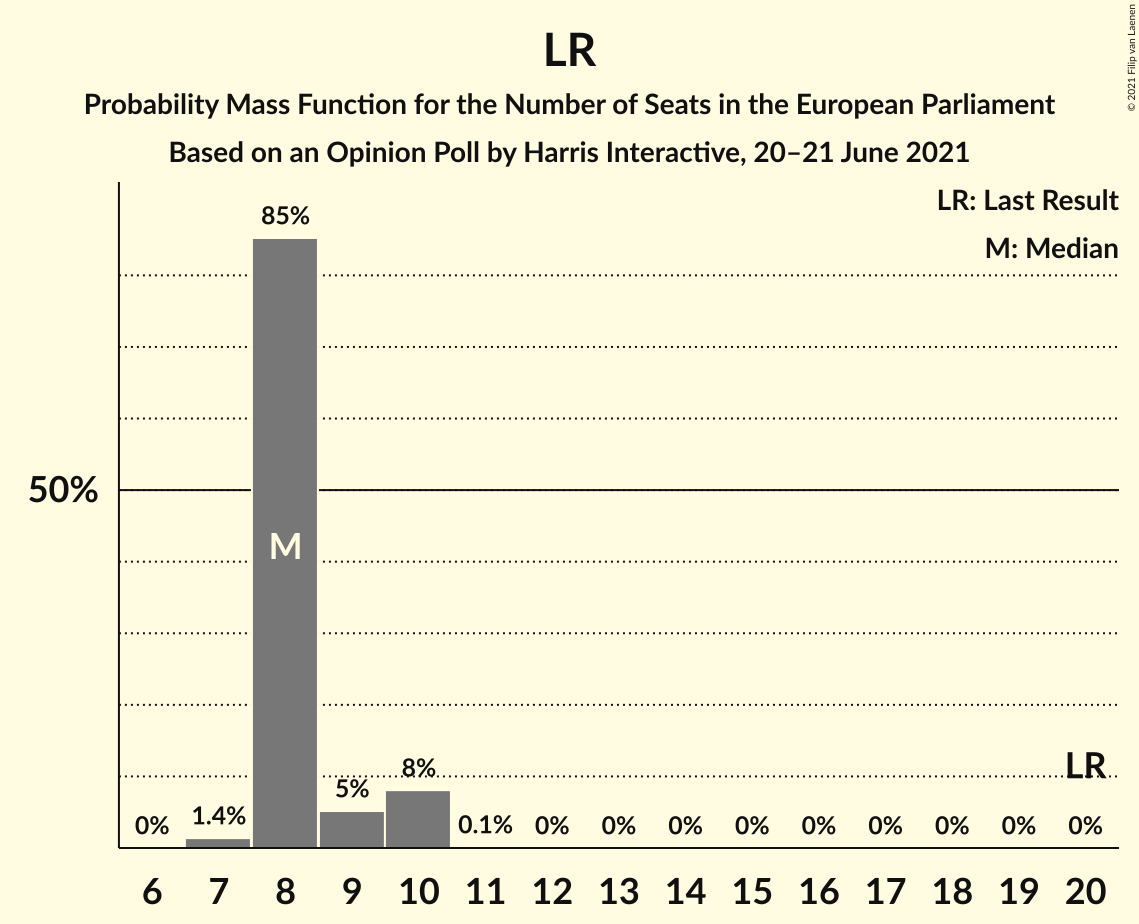 LR
Probability Mass Function for the Number of Seats in the European Parliament
Based on an Opinion Poll by Harris Interactive, 20–21 June 2021
© 2021 Filip van Laenen
LR: Last Result
M: Median
50%
0%
1.4%
85%
M
5%
8%
0.1%
0%
0%
0%
0%
0%
0%
0%
0%
LR
0%
6 7 8 9 10 11 12 13 14 15 16 17 18 19 20